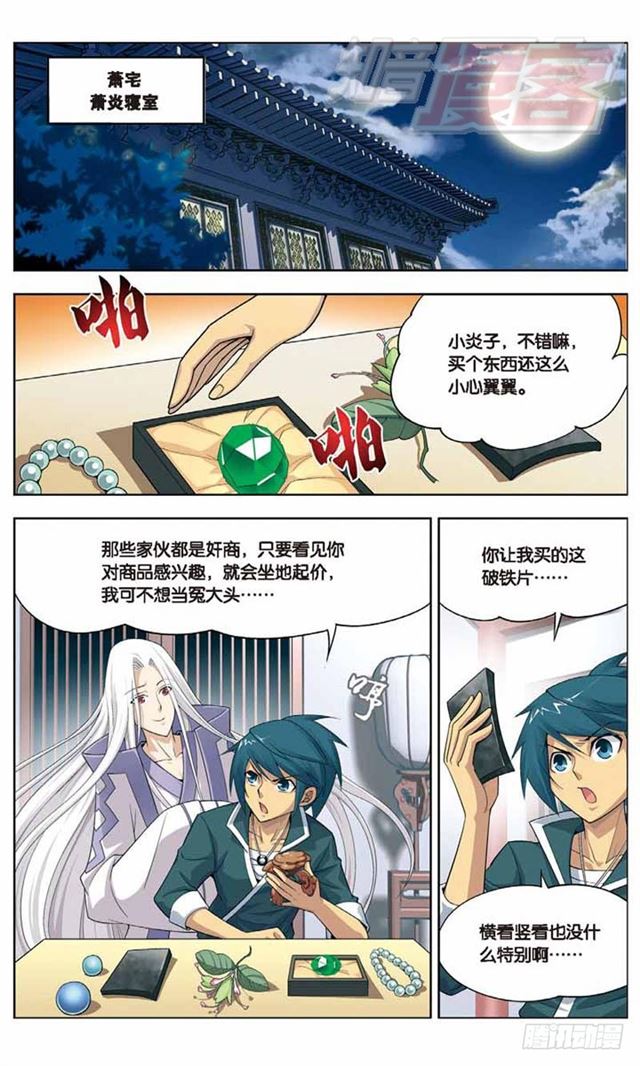 知音漫客
萧宅
萧炎寝室
啪
小炎子，不错嘛，
买个东西还这么
小心翼翼。
啪
那些家伙都是奸商，只要看见你
对商品感兴趣，就会坐地起价，
我可不想当冤大头……
哼
你让我买的这
破铁片……
横看竖看也没什
么特别啊……
腾讯动漫